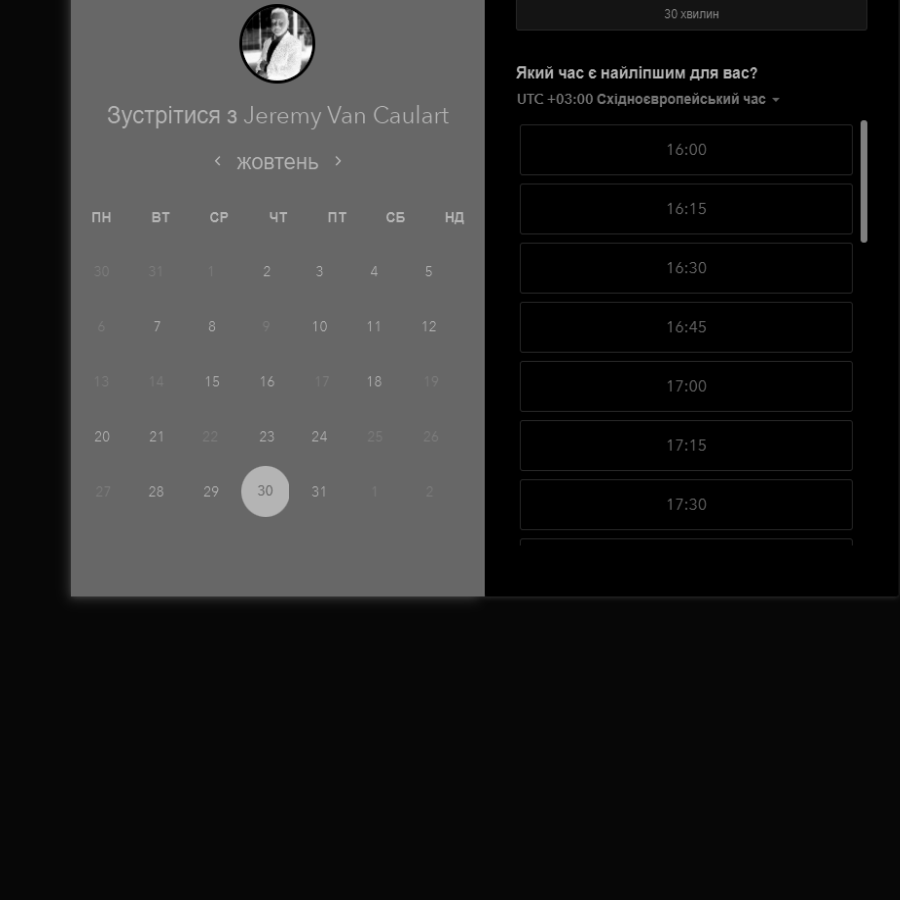 Зустрітися з Jeremy Van Caulart
жовтень
ПН ВТ СР ЧТ ПТ СБ НД
30 31 1 2 3 4 5
6 7 8 9 10 11 12
13 14 15 16 17 18 19
20 21 22 23 24 25 26
27 28 29 30 31 1 2
30 хвилин
Який час є найліпшим для вас?
UTC +03:00 Східноєвропейський час
16:00
16:15
16:30
16:45
17:00
17:15
17:30